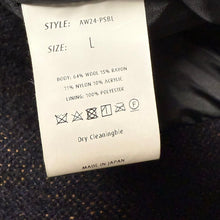 STYLE: AW24-PSBL
SIZE: L
BODY: 64% WOOL 15% RAYON
11% NYLON 10% ACRYLIC
LINING: 100% POLYESTER
Dry Cleaningble
MADE IN JAPAN